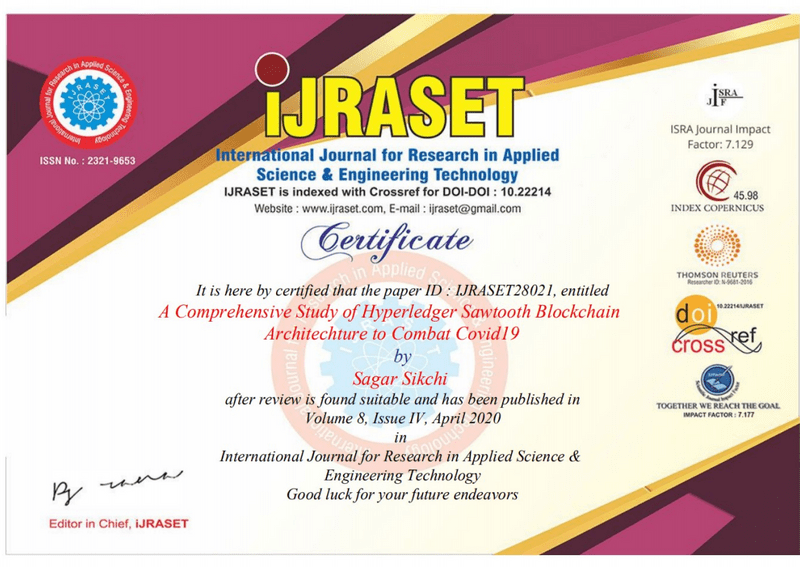 iJRASET
International Journal for Research in Applied
Science & Engineering Technology
IJRASET is indexed with Crossref for DOI-DOI : 10.22214
Website : www.ijraset.com, E-mail : ijraset@gmail.com
International Journal for Research in Applied Science & Engineering Technology
IJRASET
ISSN No. : 2321-9653
JISRAF
ISRA Journal Impact
Factor: 7.129
45.98
INDEX COPERNICUS
THOMSON REUTERS
Researcher ID: N-9681-2016
doi
10.22214/IJRASET
cross ref
TOGETHER WE REACH THE GOAL
IMPACT FACTOR : 7.177
Certificate
It is here by certified that the paper ID : IJRASET28021, entitled
A Comprehensive Study of Hyperledger Sawtooth Blockchain
Architechture to Combat Covid19
by
Sagar Sikchi
after review is found suitable and has been published in
Volume 8, Issue IV, April 2020
in
International Journal for Research in Applied Science &
Engineering Technology
Good luck for your future endeavors
Editor in Chief, iJRASET